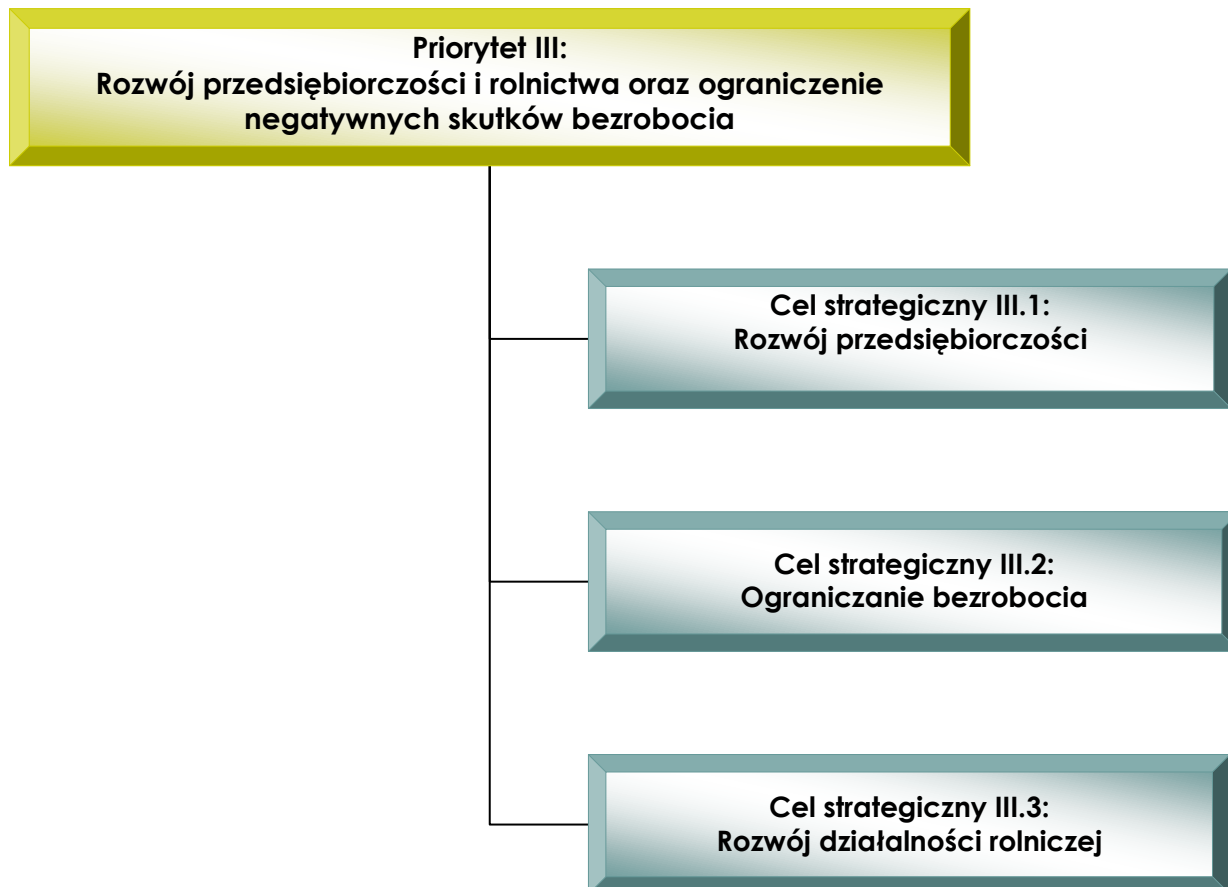 Priorytet III:
Rozwój przedsiębiorczości i rolnictwa oraz ograniczenie
negatywnych skutków bezrobocia
Cel strategiczny III.1:
Rozwój przedsiębiorczości
Cel strategiczny III.2:
Ograniczanie bezrobocia
Cel strategiczny III.3:
Rozwój działalności rolniczej